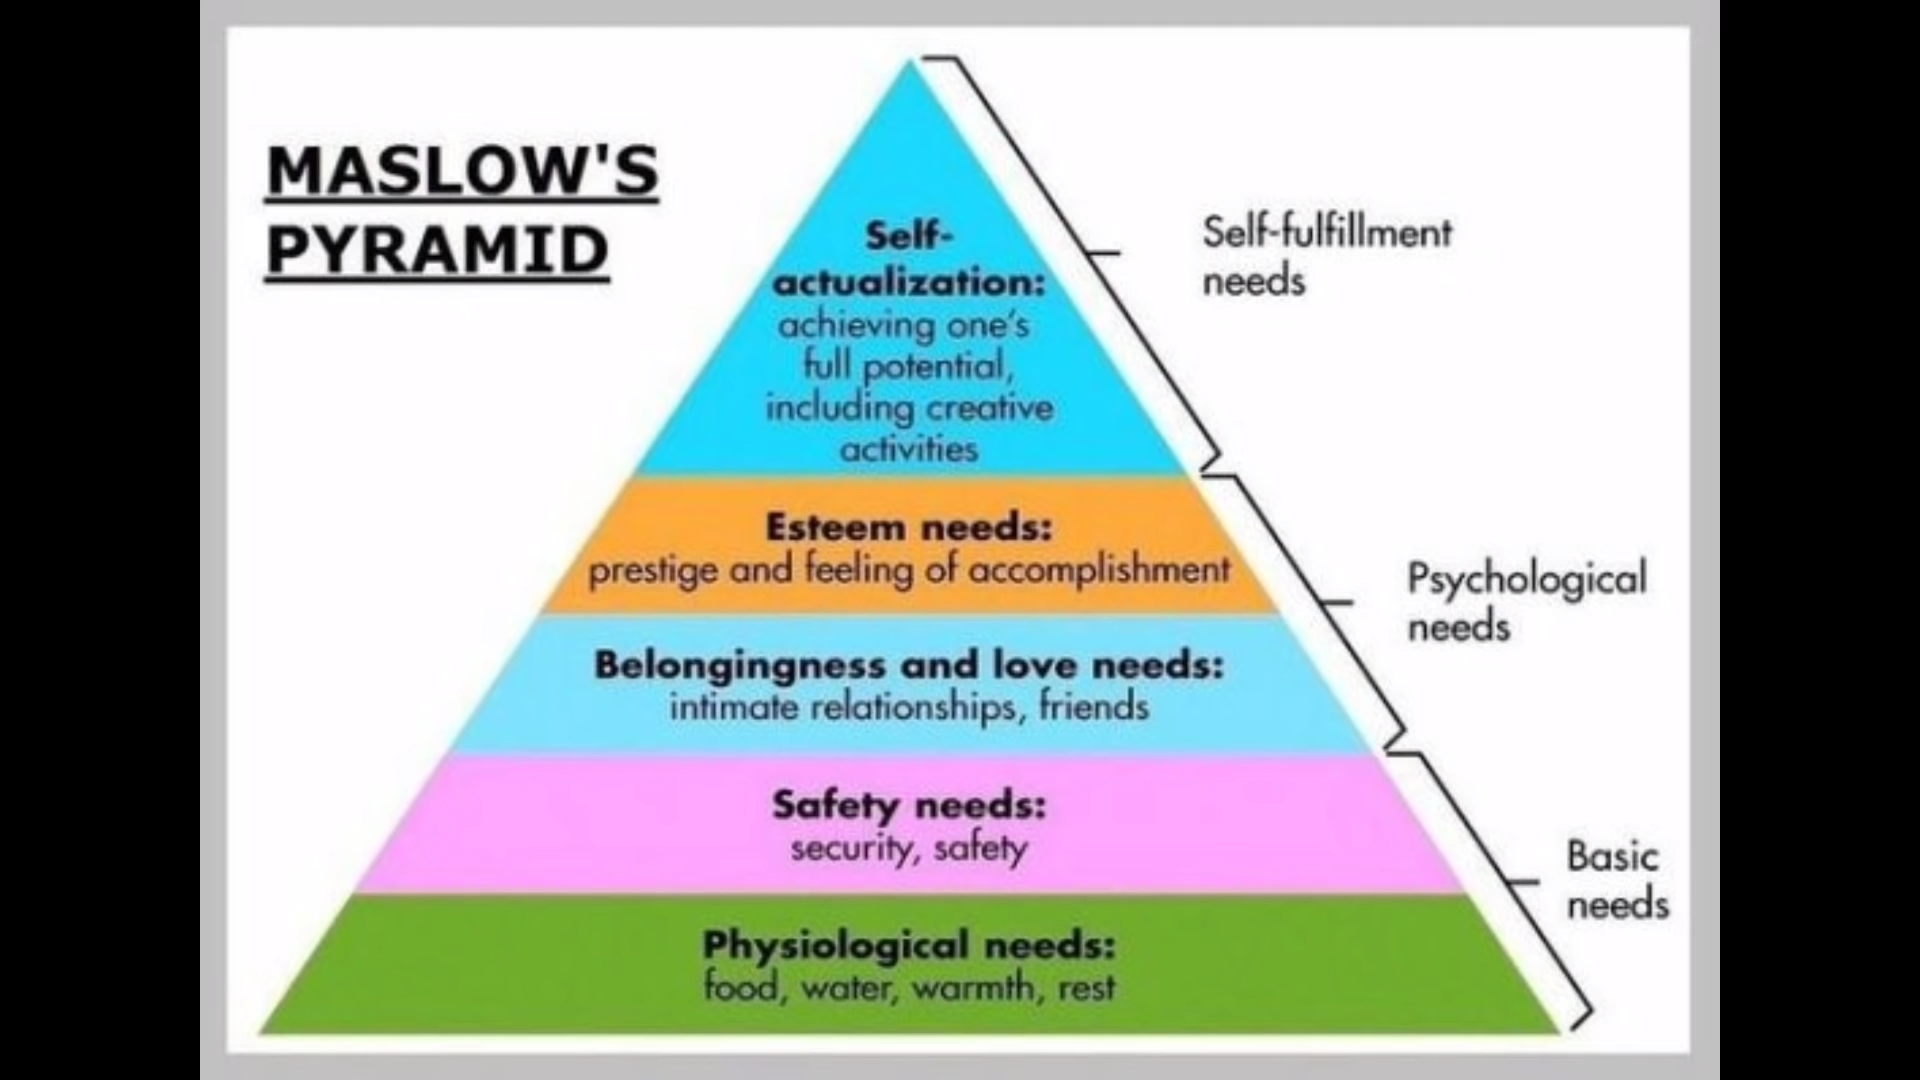 MASLOW'S
PYRAMID
Self-
actualization:
achieving one's
full potential,
including creative
activities
Self-fulfillment
needs
Esteem needs:
prestige and feeling of accomplishment
Psychological
needs
Belongingness and love needs:
intimate relationships, friends
Safety needs:
security, safety
Basic
needs
Physiological needs:
food, water, warmth, rest